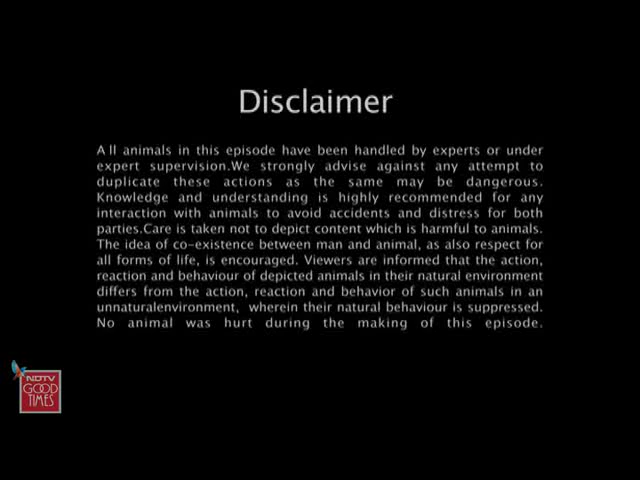 Disclaimer
All animals in this episode have been handled by experts or under
expert supervision.We strongly advise against any attempt to
duplicate these actions as the same may be dangerous.
Knowledge and understanding is highly recommended for any
interaction with animals to avoid accidents and distress for both
parties.Care is taken not to depict content which is harmful to animals.
The idea of co-existence between man and animal, as also respect for
all forms of life, is encouraged. Viewers are informed that the action,
reaction and behaviour of depicted animals in their natural environment
differs from the action, reaction and behavior of such animals in an
unnaturalenvironment, wherein their natural behaviour is suppressed.
No animal was hurt during the making of this episode.
NDTV
GOOD
TIMES